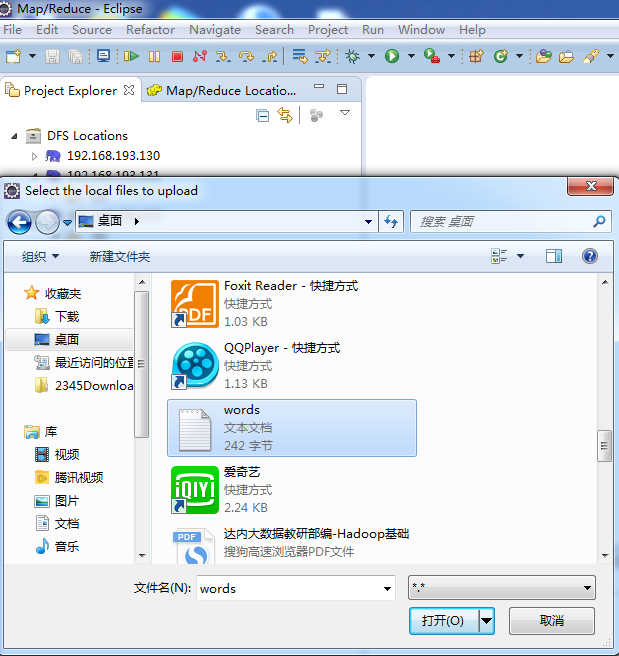 Map/Reduce - Eclipse
File Edit Source Refactor Navigate Search Project Run Window Help
Project Explorer Map/Reduce Locatio...
DFS Locations
192.168.193.130
192.168.193.131
Select the local files to upload
桌面
搜索 桌面
组织 新建文件夹
收藏夹
下载
桌面
最近访问的位置
2345Downloa
库
视频
腾讯视频
图片
文档
音乐
PDF
Foxit Reader - 快捷方式
快捷方式
1.03 KB
QQPlayer - 快捷方式
快捷方式
1.13 KB
words
文本文档
242 字节
iQIYI
爱奇艺
快捷方式
2.24 KB
PDF
达内大数据教研部编-Hadoop基础
搜狗高速浏览器PDF文件
文件名(N): words *.*
打开(O) 取消